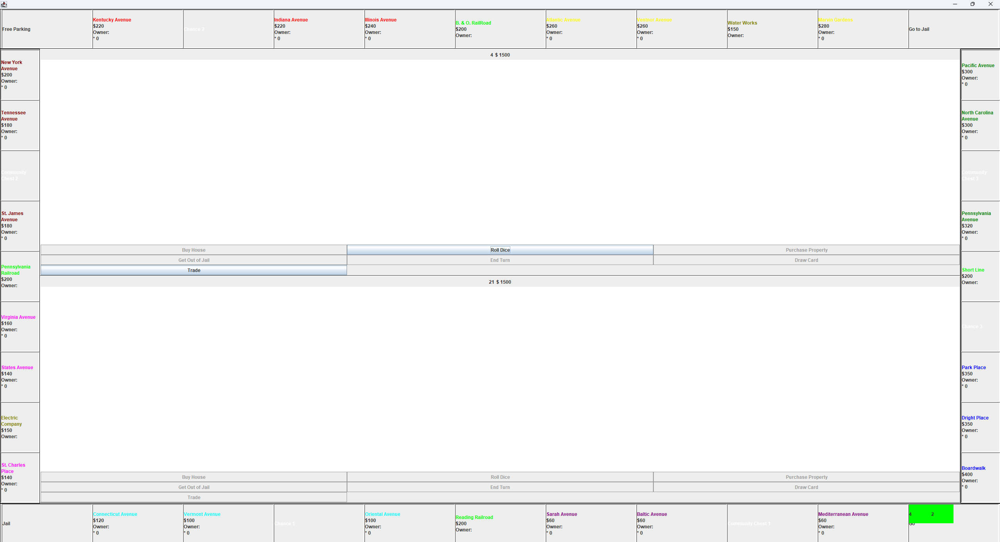 Free Parking
Kentucky Avenue
$220
Owner:
* 0
Chance 2
Indiana Avenue
$220
Owner:
* 0
Illinois Avenue
$240
Owner:
* 0
B. & O. RailRoad
$200
Owner:
Atlantic Avenue
$260
Owner:
* 0
Ventnor Avenue
$260
Owner:
* 0
Water Works
$150
Owner:
Marvin Gardens
$280
Owner:
* 0
Go to Jail
New York
Avenue
$200
Owner:
* 0
Tennessee
Avenue
$180
Owner:
* 0
Community
Chest 2
St. James
Avenue
$180
Owner:
* 0
Pennsylvania
Railroad
$200
Owner:
Virginia Avenue
$160
Owner:
* 0
States Avenue
$140
Owner:
* 0
Electric
Company
$150
Owner:
St. Charles
Place
$140
Owner:
* 0
4 $ 1500
Buy House
Roll Dice
Purchase Property
Get Out of Jail
End Turn
Draw Card
Trade
21 $ 1500
Buy House
Roll Dice
Purchase Property
Get Out of Jail
End Turn
Draw Card
Trade
Pacific Avenue
$300
Owner:
* 0
North Carolina
Avenue
$300
Owner:
* 0
Community
Chest 3
Pennsylvania
Avenue
$320
Owner:
* 0
Short Line
$200
Owner:
Chance 3
Park Place
$350
Owner:
* 0
Dright Place
$350
Owner:
* 0
Boardwalk
$400
Owner:
* 0
Jail
Connecticut Avenue
$120
Owner:
* 0
Vermont Avenue
$100
Owner:
* 0
Chance 1
Oriental Avenue
$100
Owner:
* 0
Reading Railroad
$200
Owner:
Sarah Avenue
$60
Owner:
* 0
Baltic Avenue
$60
Owner:
* 0
Community Chest 1
Mediterranean Avenue
$60
Owner:
* 0
4 2
Go